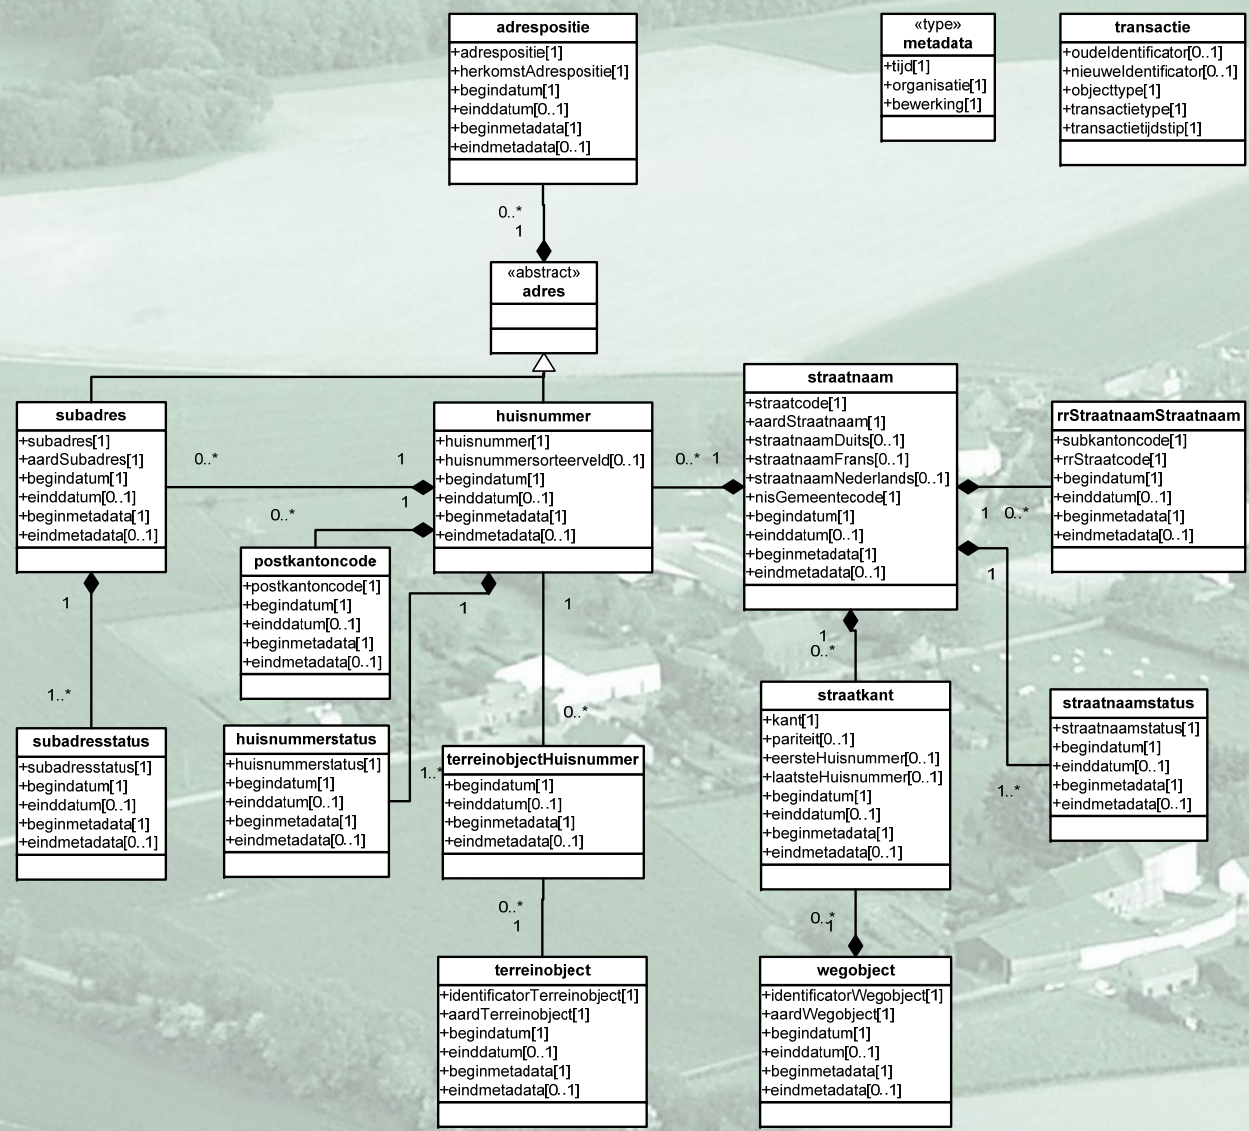 adrespositie
+adrespositie[1]
+herkomstAdrespositie[1]
+begindatum[1]
+einddatum[0..1]
+beginmetadata[1]
+eindmetadata[0..1]
«type»
metadata
+tijd[1]
+organisatie[1]
+bewerking[1]
transactie
+oudeIdentificator[0..1]
+nieuweIdentificator[0..1]
+objecttype[1]
+transactietype[1]
+transactietijdstip[1]
0..*
1
«abstract»
adres
subadres
+subadres[1]
+aardSubadres[1]
+begindatum[1]
+einddatum[0..1]
+beginmetadata[1]
+eindmetadata[0..1]
0..*
1
huisnummer
+huisnummer[1]
+huisnummersorteerveld[0..1]
+begindatum[1]
+einddatum[0..1]
+beginmetadata[1]
+eindmetadata[0..1]
0..*
1
straatnaam
+straatcode[1]
+aardStraatnaam[1]
+straatnaamDuits[0..1]
+straatnaamFrans[0..1]
+straatnaamNederlands[0..1]
+nisGemeentecode[1]
+begindatum[1]
+einddatum[0..1]
+beginmetadata[1]
+eindmetadata[0..1]
1
0..*
rrStraatnaamStraatnaam
+subkantoncode[1]
+rrStraatcode[1]
+begindatum[1]
+einddatum[0..1]
+beginmetadata[1]
+eindmetadata[0..1]
1
0..*
postkantoncode
+postkantoncode[1]
+begindatum[1]
+einddatum[0..1]
+beginmetadata[1]
+eindmetadata[0..1]
1
1..*
subadresstatus
+subadresstatus[1]
+begindatum[1]
+einddatum[0..1]
+beginmetadata[1]
+eindmetadata[0..1]
1
1..*
huisnummerstatus
+huisnummerstatus[1]
+begindatum[1]
+einddatum[0..1]
+beginmetadata[1]
+eindmetadata[0..1]
1
0..*
terreinobjectHuisnummer
+begindatum[1]
+einddatum[0..1]
+beginmetadata[1]
+eindmetadata[0..1]
1
0..*
straatkant
+kant[1]
+pariteit[0..1]
+eersteHuisnummer[0..1]
+laatsteHuisnummer[0..1]
+begindatum[1]
+einddatum[0..1]
+beginmetadata[1]
+eindmetadata[0..1]
1
1..*
straatnaamstatus
+straatnaamstatus[1]
+begindatum[1]
+einddatum[0..1]
+beginmetadata[1]
+eindmetadata[0..1]
0..*
1
terreinobject
+identificatorTerreinobject[1]
+aardTerreinobject[1]
+begindatum[1]
+einddatum[0..1]
+beginmetadata[1]
+eindmetadata[0..1]
0..*
1
wegobject
+identificatorWegobject[1]
+aardWegobject[1]
+begindatum[1]
+einddatum[0..1]
+beginmetadata[1]
+eindmetadata[0..1]